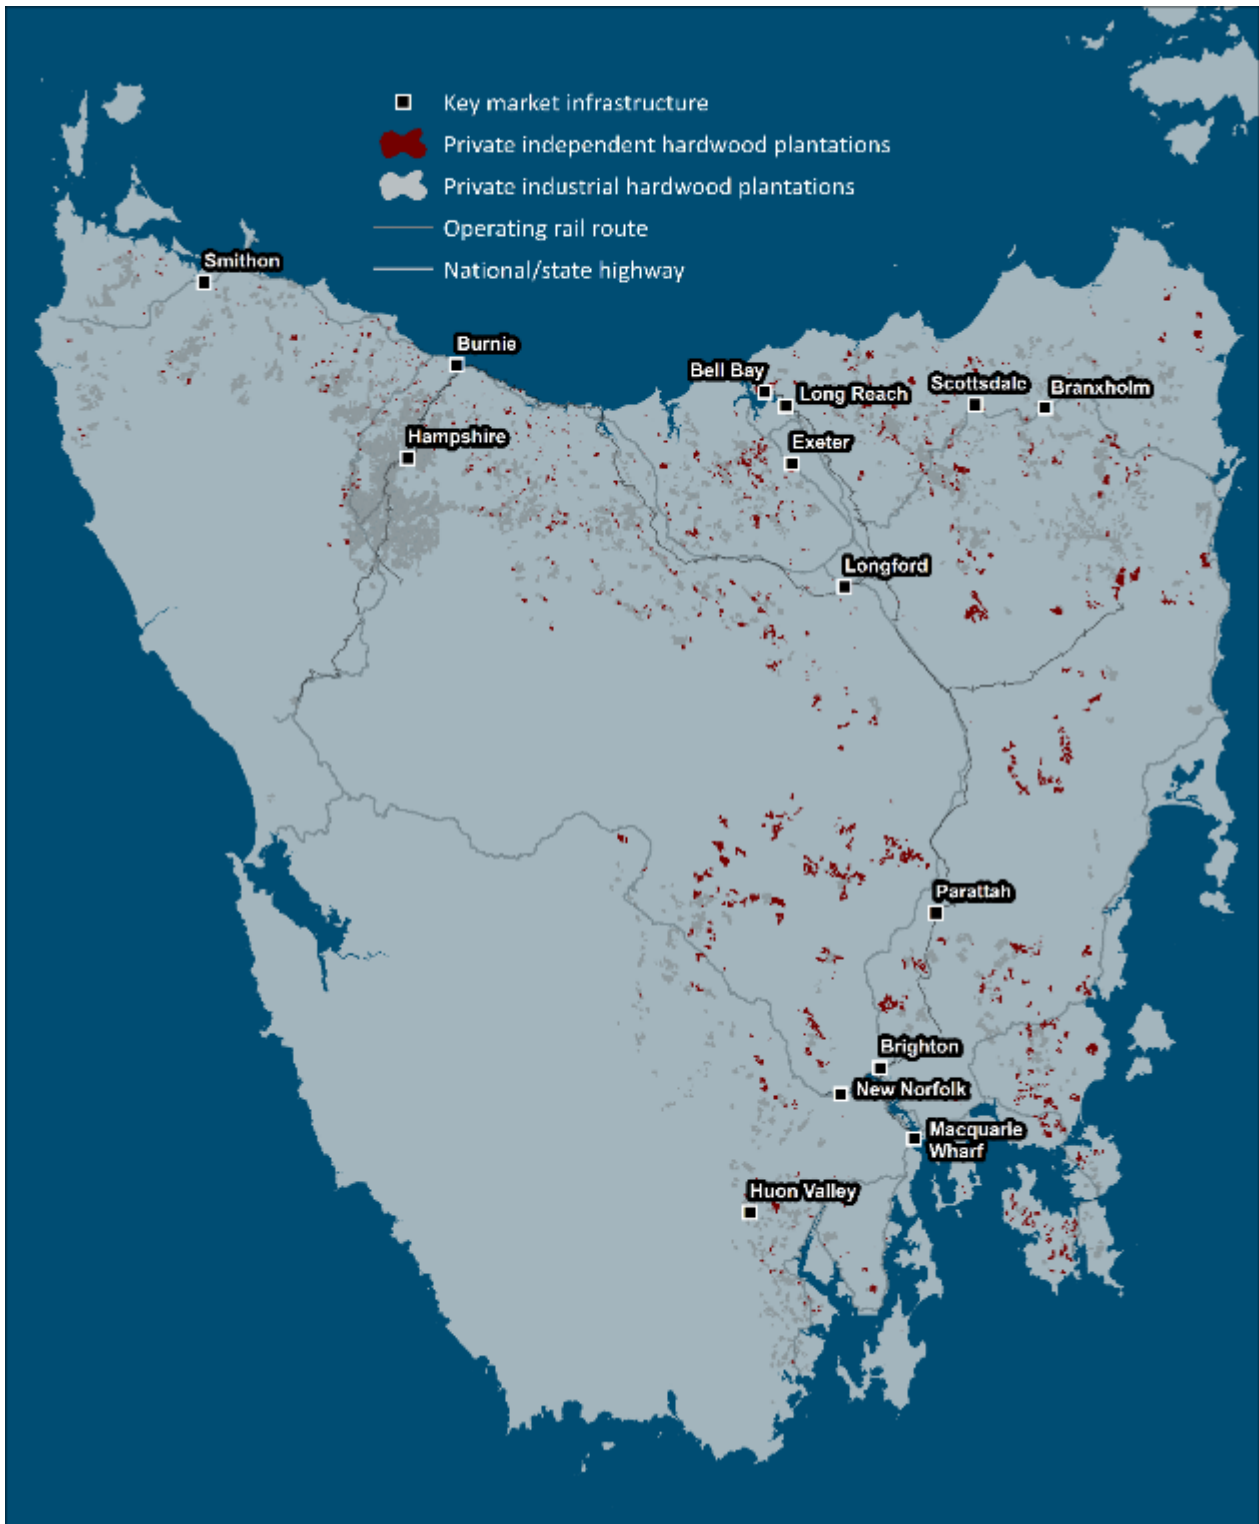 Key market infrastructure
Private independent hardwood plantations
Private industrial hardwood plantations
Operating rail route
National/state highway
Smithon
Burnie
Bell Bay
Long Reach
Scottsdale
Branxholm
Hampshire
Exeter
Longford
Parattah
Brighton
New Norfolk
Macquarie
Wharf
Huon Valley